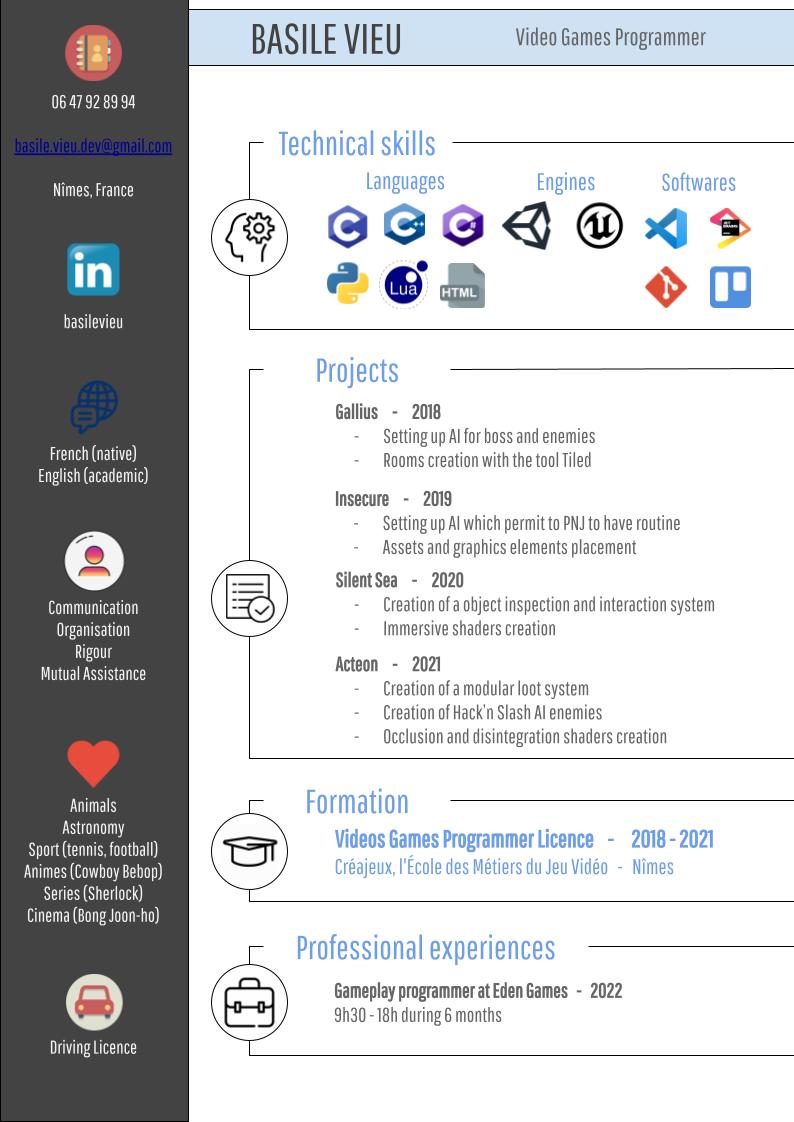 BASILE VIEU
Video Games Programmer
06 47 92 89 94
basile.vieu.dev@gmail.com
Nîmes, France
in
basilevieu
French (native)
English (academic)
Communication
Organisation
Rigour
Mutual Assistance
Animals
Astronomy
Sport (tennis, football)
Animes (Cowboy Bebop)
Series (Sherlock)
Cinema (Bong Joon-ho)
Driving Licence
Technical skills
Languages
Engines
Softwares
C
C++
C#
Lua
HTML
JET BRAINS
Projects
Gallius - 2018
- Setting up AI for boss and enemies
- Rooms creation with the tool Tiled
Insecure - 2019
- Setting up AI which permit to PNJ to have routine
- Assets and graphics elements placement
Silent Sea - 2020
- Creation of a object inspection and interaction system
- Immersive shaders creation
Acteon - 2021
- Creation of a modular loot system
- Creation of Hack'n Slash AI enemies
- Occlusion and disintegration shaders creation
Formation
Videos Games Programmer Licence - 2018 - 2021
Créajeux, l'École des Métiers du Jeu Vidéo - Nîmes
Professional experiences
Gameplay programmer at Eden Games - 2022
9h30 - 18h during 6 months